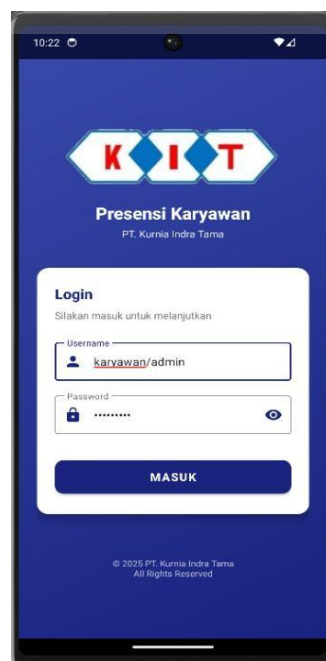 10:22
K I T
Presensi Karyawan
PT. Kurnia Indra Tama
Login
Silakan masuk untuk melanjutkan
Username
karyawan/admin
Password
•••••••••
MASUK
© 2025 PT. Kurnia Indra Tama
All Rights Reserved